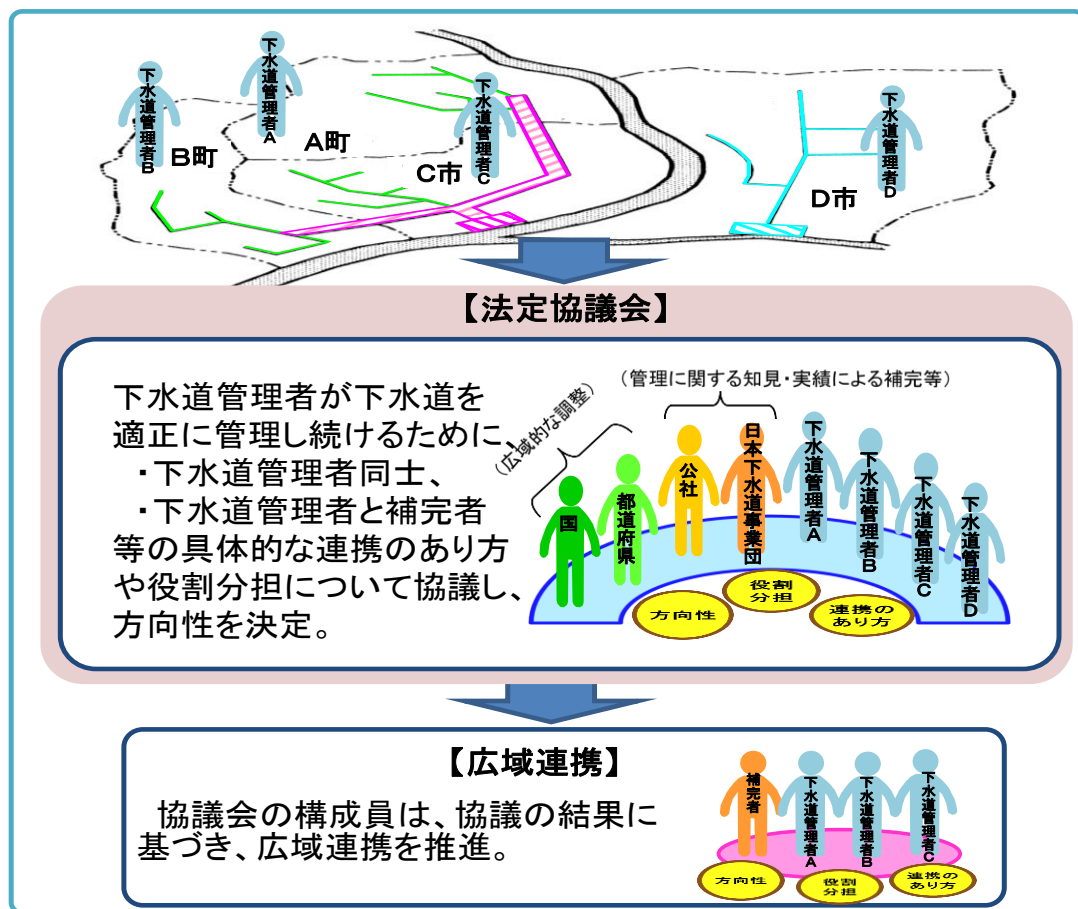 下水道管理者A
下水道管理者B
下水道管理者C
下水道管理者D
A町
B町
C市
D市
【法定協議会】
下水道管理者が下水道を
適正に管理し続けるために、
・下水道管理者同士、
・下水道管理者と補完者
等の具体的な連携のあり方
や役割分担について協議し、
方向性を決定。
(広域的な調整)
(管理に関する知見・実績による補完等)
国
都道府県
公社
日本下水道事業団
下水道管理者A
下水道管理者B
下水道管理者C
下水道管理者D
方向性
役割
分担
連携の
あり方
【広域連携】
協議会の構成員は、協議の結果に
基づき、広域連携を推進。
補完者
下水道管理者A
下水道管理者B
下水道管理者C
方向性
役割
分担
連携の
あり方